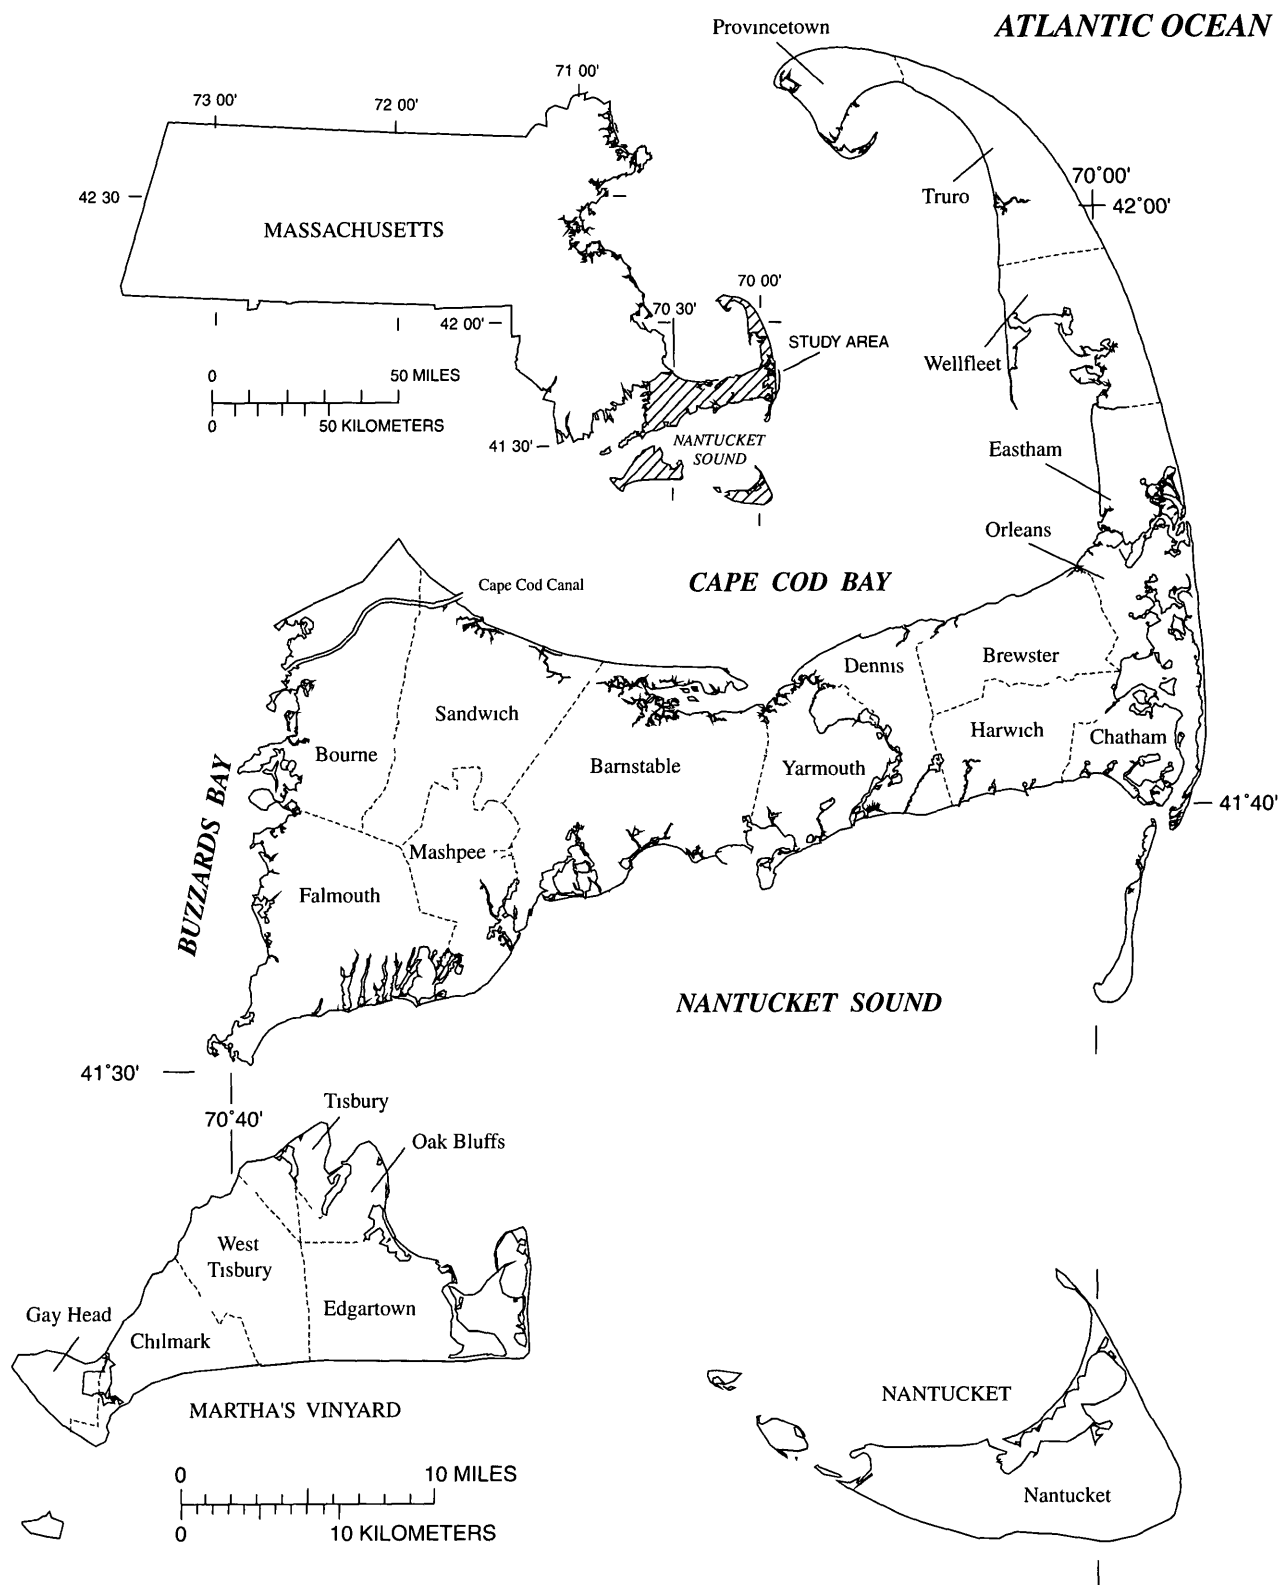 ATLANTIC OCEAN
Provincetown
71 00'
73 00'
72 00'
42 30
MASSACHUSETTS
Truro
70°00'
42°00'
70 00'
70 30'
42 00'
STUDY AREA
Wellfleet
0 50 MILES
0 50 KILOMETERS
41 30'
NANTUCKET
SOUND
Eastham
Orleans
CAPE COD BAY
Cape Cod Canal
Dennis
Brewster
Sandwich
Harwich
Chatham
Bourne
Barnstable
Yarmouth
BUZZARDS BAY
41°40'
Mashpee
Falmouth
NANTUCKET SOUND
41°30'
70°40'
Tisbury
Oak Bluffs
West
Tisbury
Gay Head
Edgartown
Chilmark
MARTHA'S VINYARD
NANTUCKET
Nantucket
0 10 MILES
0 10 KILOMETERS